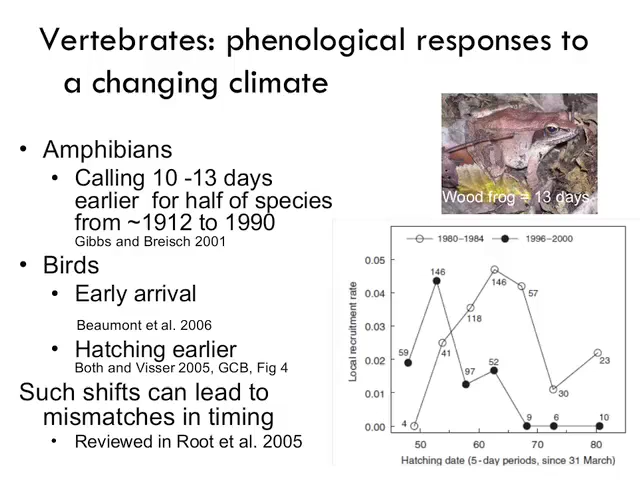 Vertebrates: phenological responses to
a changing climate
• Amphibians
• Calling 10 -13 days
earlier for half of species
from ~1912 to 1990
Gibbs and Breisch 2001
• Birds
• Early arrival
Beaumont et al. 2006
• Hatching earlier
Both and Visser 2005, GCB, Fig 4
Such shifts can lead to
mismatches in timing
• Reviewed in Root et al. 2005
Wood frog = 13 days
1980–1984 1996–2000
Local recruitment rate
0.05
0.04
0.03
0.02
0.01
0.00
146
146
57
118
59
41
97
52
23
30
4
9 6 10
50 60 70 80
Hatching date (5-day periods, since 31 March)